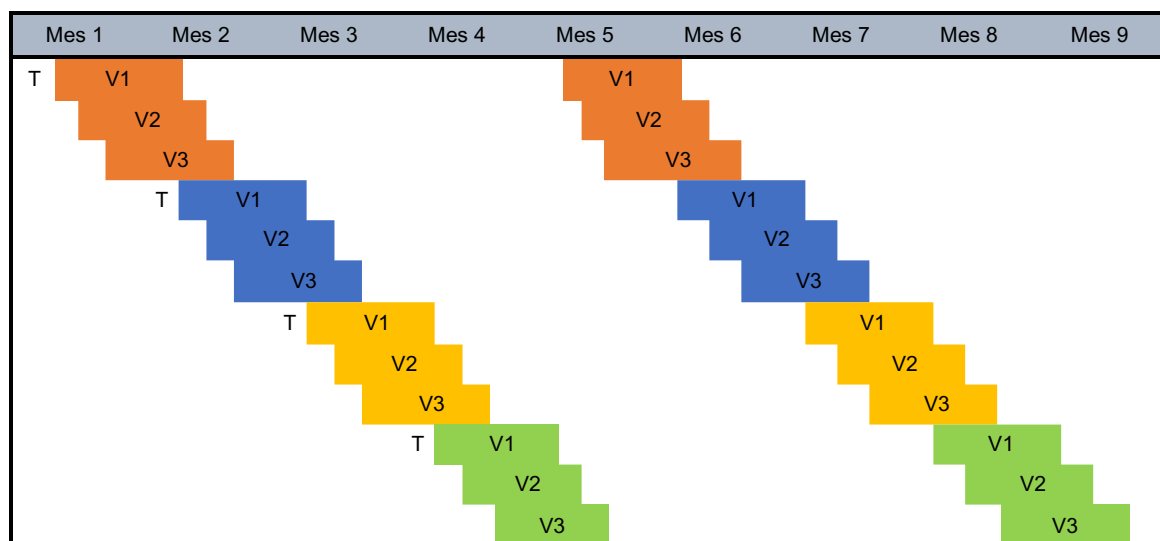 Mes 1 Mes 2 Mes 3 Mes 4 Mes 5 Mes 6 Mes 7 Mes 8 Mes 9
T V1 V1
V2 V2
V3 V3
T V1 V1
V2 V2
V3 V3
T V1 V1
V2 V2
V3 V3
T V1 V1
V2 V2
V3 V3